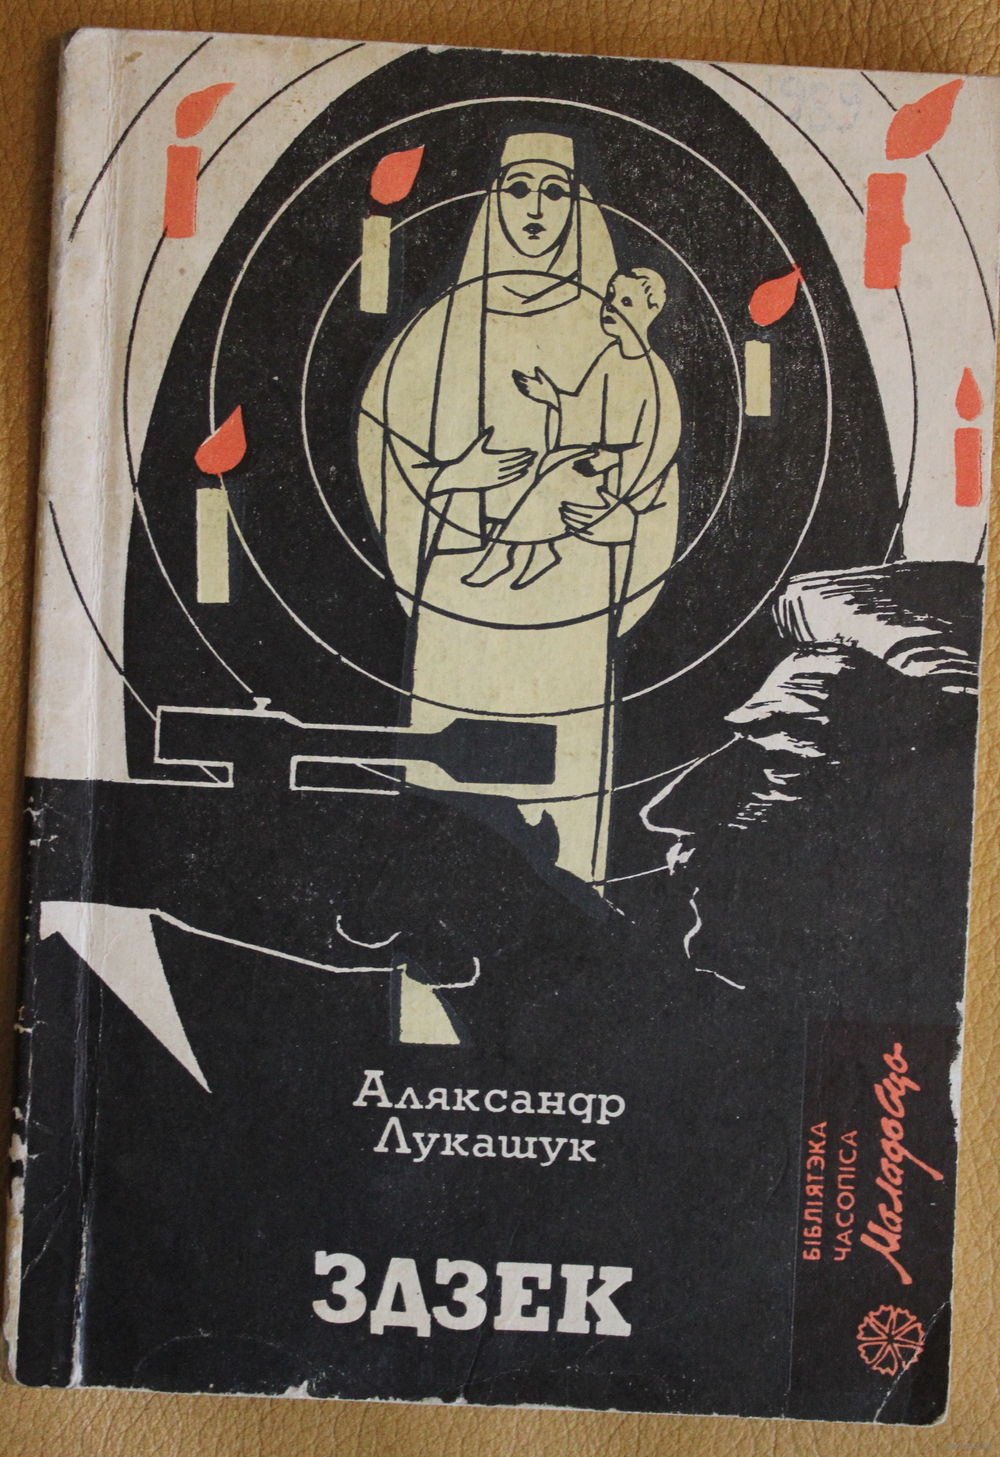 Аляксандр
Лукашук
ЗДЗЕК
БІБЛІЯТЭКА
ЧАСОПІСА
Маладосць